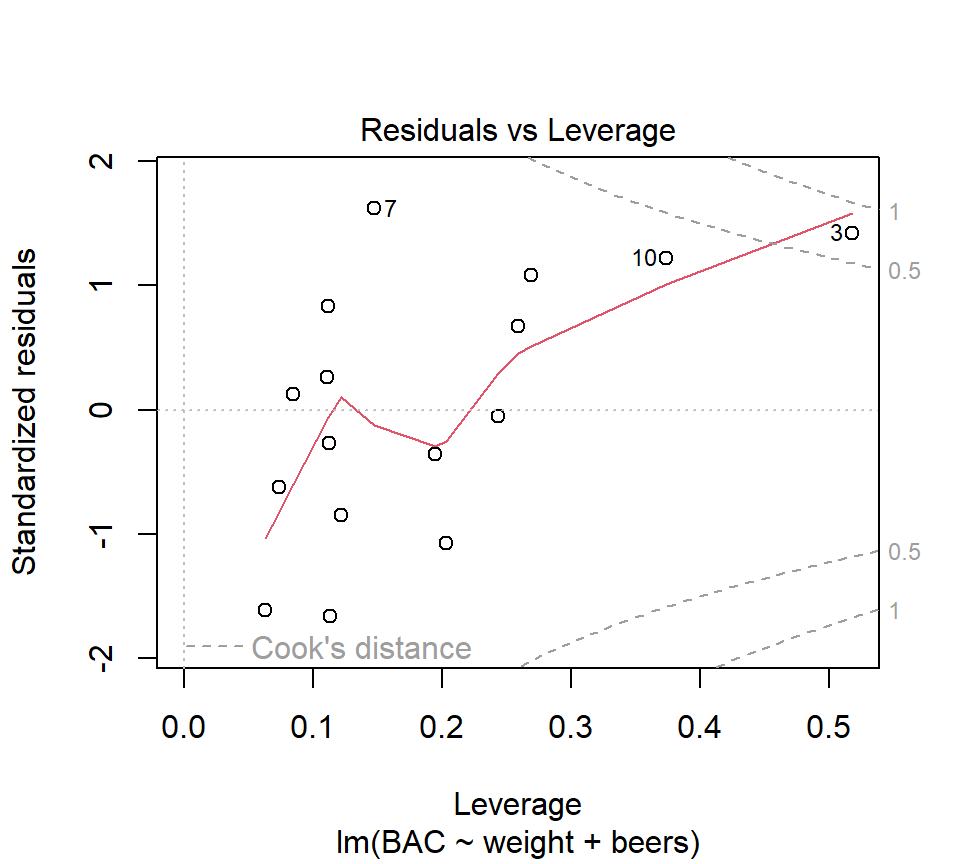 Residuals vs Leverage
Standardized residuals
2
1
0
-1
-2
7
10
3
1
0.5
0.5
1
Cook's distance
0.0 0.1 0.2 0.3 0.4 0.5
Leverage
lm(BAC ~ weight + beers)